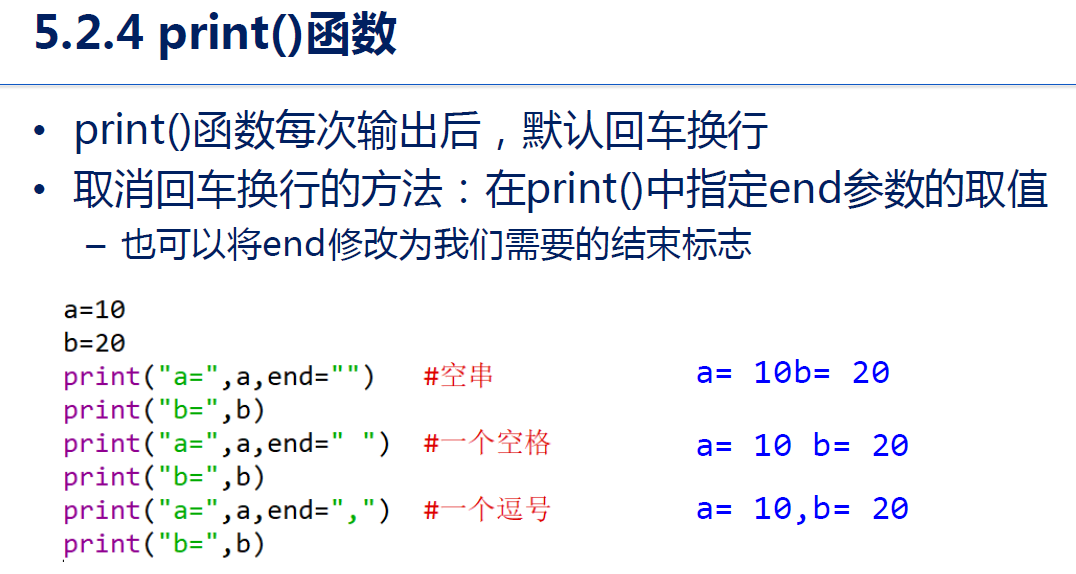 5.2.4 print()函数
• print()函数每次输出后，默认回车换行
• 取消回车换行的方法：在print()中指定end参数的取值
– 也可以将end修改为我们需要的结束标志
a=10
b=20
print("a=",a,end="") #空串 a= 10b= 20
print("b=",b)
print("a=",a,end=" ") #一个空格 a= 10 b= 20
print("b=",b)
print("a=",a,end=",") #一个逗号 a= 10,b= 20
print("b=",b)